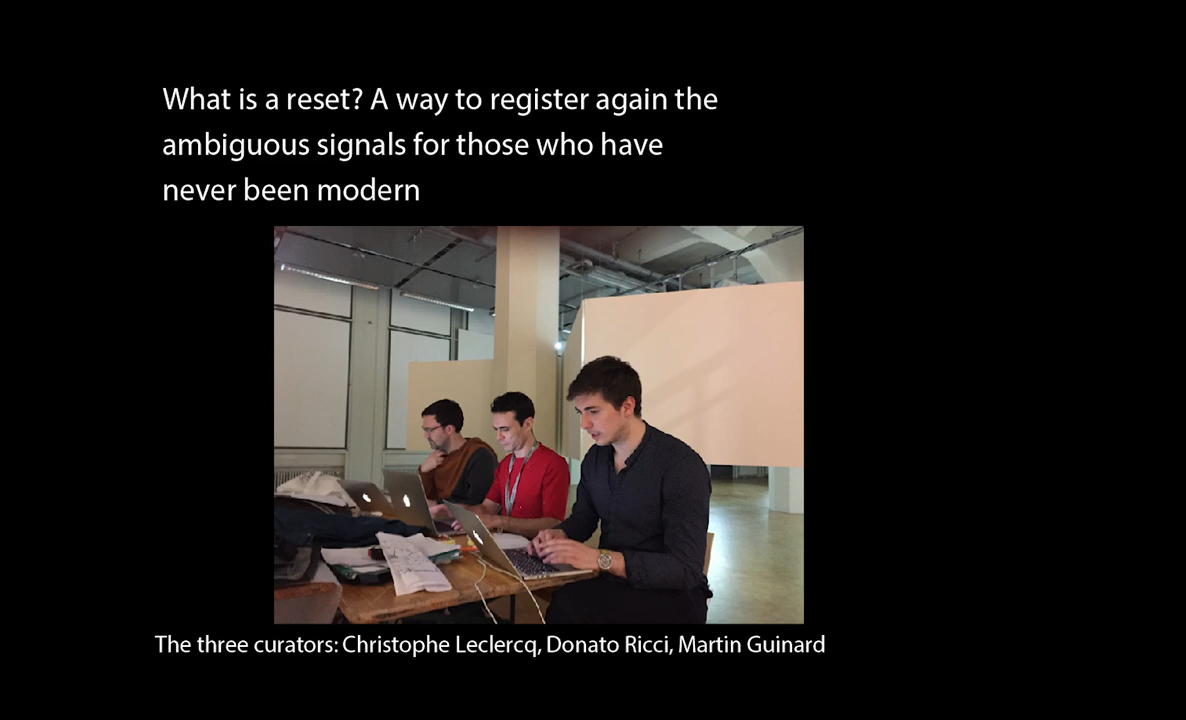 What is a reset? A way to register again the
ambiguous signals for those who have
never been modern
The three curators: Christophe Leclercq, Donato Ricci, Martin Guinard